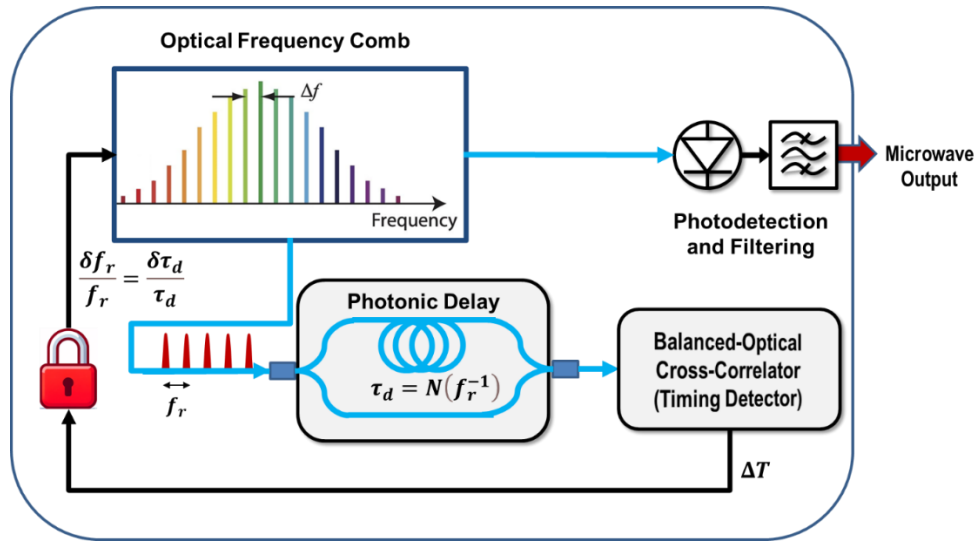 Optical Frequency Comb
Δf
Frequency
Microwave
Output
Photodetection
and Filtering
δf_r/f_r = δτ_d/τ_d
f_r
Photonic Delay
τ_d = N(f_r^{-1})
Balanced-Optical
Cross-Correlator
(Timing Detector)
ΔT